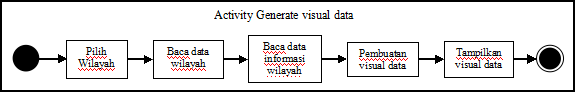 Activity Generate visual data
Pilih
Wilayah
Baca data
wilayah
Baca data
informasi
wilayah
Pembuatan
visual data
Tampilkan
visual data